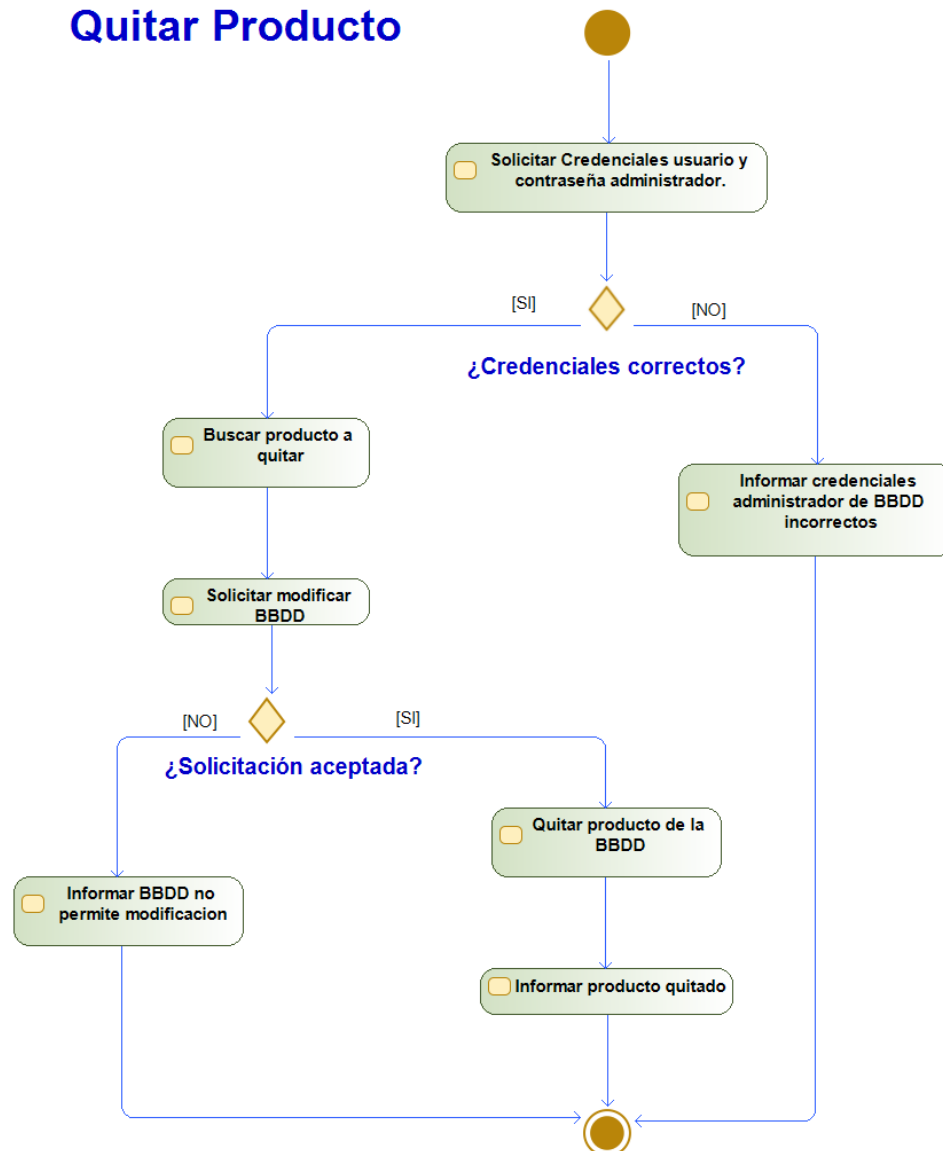 Quitar Producto
Solicitar Credenciales usuario y
contraseña administrador.
[SI]
[NO]
¿Credenciales correctos?
Buscar producto a
quitar
Informar credenciales
administrador de BBDD
incorrectos
Solicitar modificar
BBDD
[NO]
[SI]
¿Solicitación aceptada?
Quitar producto de la
BBDD
Informar BBDD no
permite modificacion
Informar producto quitado